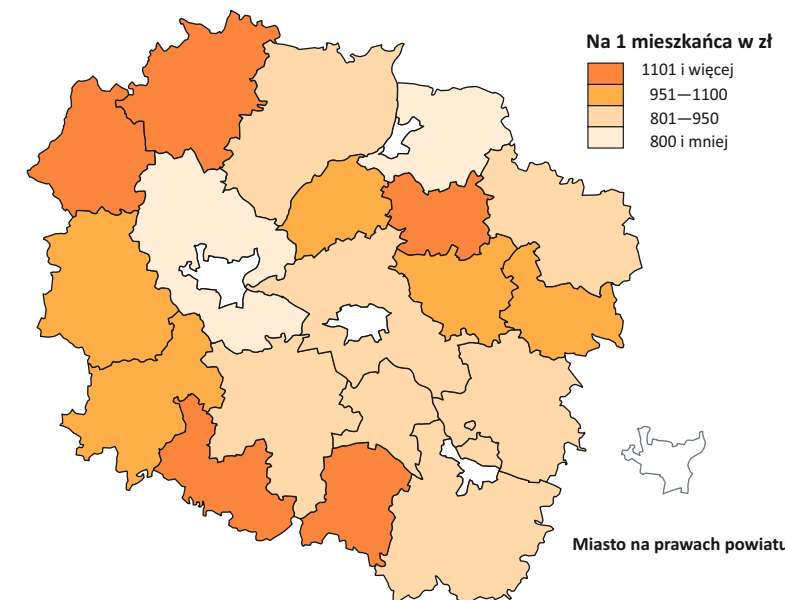 Na 1 mieszkańca w zł
1101 i więcej
951—1100
801—950
800 i mniej
Miasto na prawach powiatu